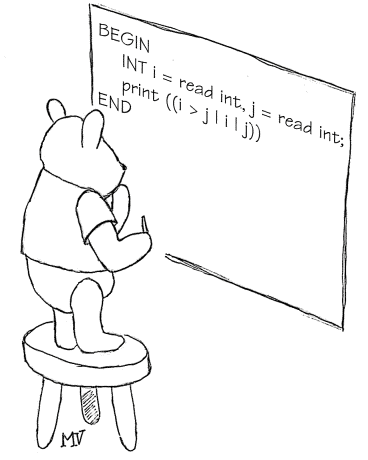 BEGIN
INT i = read int, j = read int;
print ((i > j | i | j))
END
MV